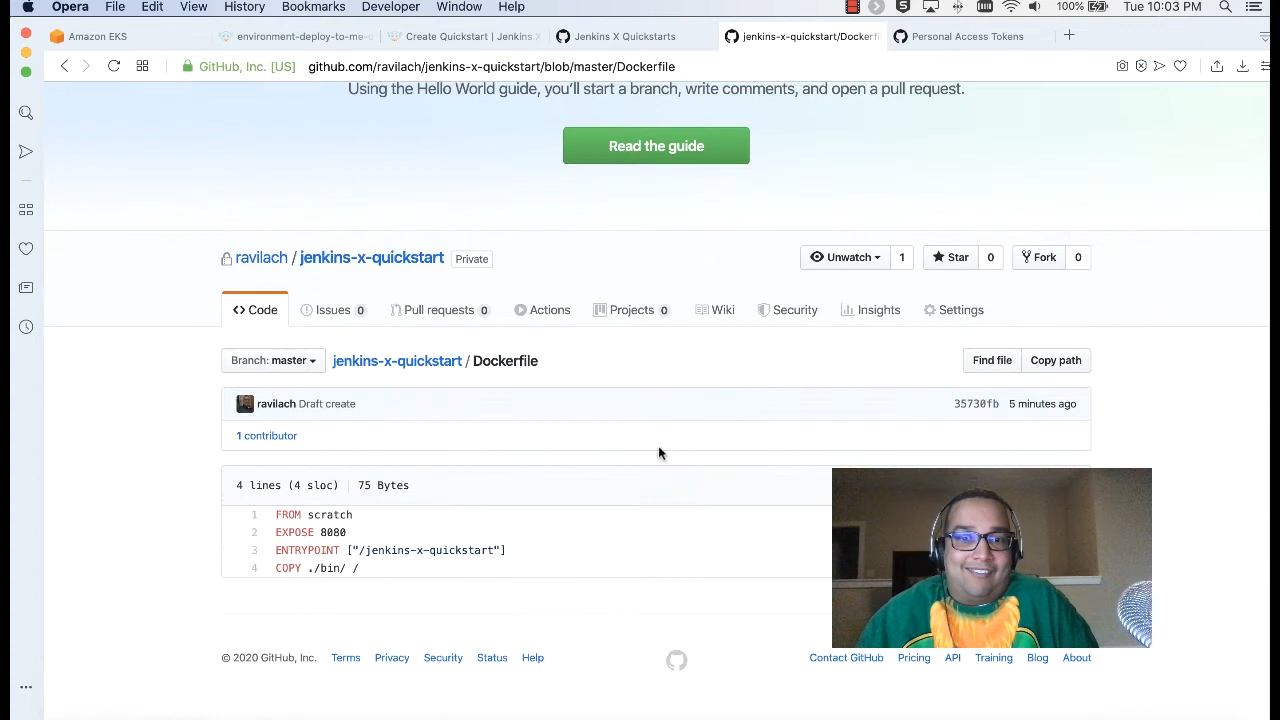 Opera File Edit View History Bookmarks Developer Window Help 100% Tue 10:03 PM
Amazon EKS environment-deploy-to-me-d Create Quickstart | Jenkins X Jenkins X Quickstarts jenkins-x-quickstart/Dockerfi Personal Access Tokens
GitHub, Inc. [US] github.com/ravilach/jenkins-x-quickstart/blob/master/Dockerfile
Using the Hello World guide, you'll start a branch, write comments, and open a pull request.
Read the guide
ravilach / jenkins-x-quickstart Private Unwatch 1 Star 0 Fork 0
<> Code Issues 0 Pull requests 0 Actions Projects 0 Wiki Security Insights Settings
Branch: master jenkins-x-quickstart / Dockerfile Find file Copy path
ravilach Draft create 35730fb 5 minutes ago
1 contributor
4 lines (4 sloc) 75 Bytes
1 FROM scratch
2 EXPOSE 8080
3 ENTRYPOINT ["/jenkins-x-quickstart"]
4 COPY ./bin/ /
© 2020 GitHub, Inc. Terms Privacy Security Status Help Contact GitHub Pricing API Training Blog About